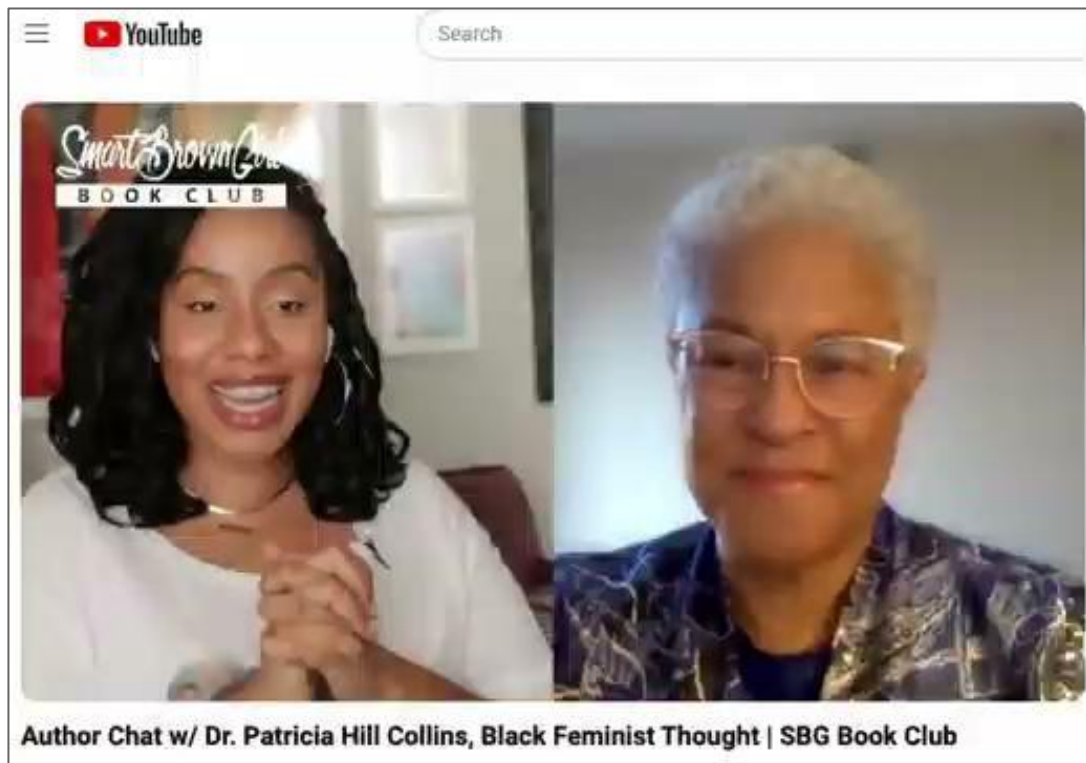 YouTube
Search
SmartBrownGirl
BOOK CLUB
Author Chat w/ Dr. Patricia Hill Collins, Black Feminist Thought | SBG Book Club